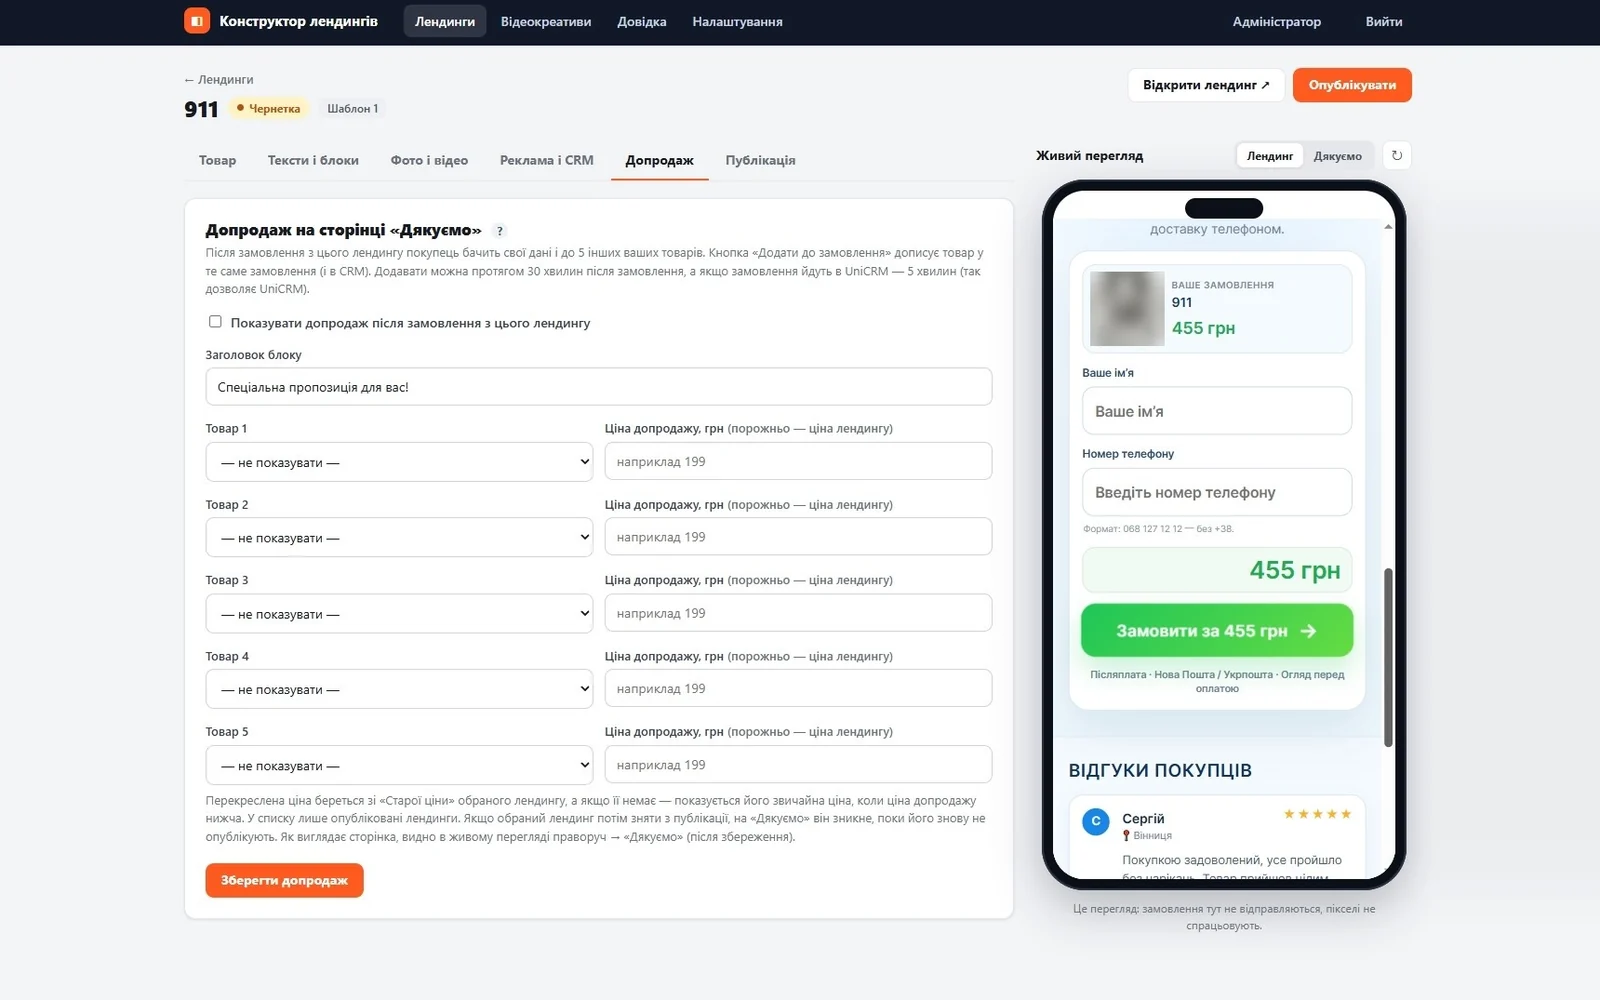 Конструктор лендингів
Лендинги
Відеокреативи
Довідка
Налаштування
Адміністратор
Вийти
← Лендинги
911
Чернетка
Шаблон 1
Відкрити лендинг ↗
Опублікувати
Товар
Тексти і блоки
Фото і відео
Реклама і CRM
Допродаж
Публікація
Допродаж на сторінці «Дякуємо» ?
Після замовлення з цього лендингу покупець бачить свої дані і до 5 інших ваших товарів. Кнопка «Додати до замовлення» дописує товар у
те саме замовлення (і в CRM). Додавати можна протягом 30 хвилин після замовлення, а якщо замовлення йдуть в UniCRM — 5 хвилин (так
дозволяє UniCRM).
Показувати допродаж після замовлення з цього лендингу
Заголовок блоку
Спеціальна пропозиція для вас!
Товар 1
Ціна допродажу, грн (порожньо — ціна лендингу)
— не показувати —
наприклад 199
Товар 2
Ціна допродажу, грн (порожньо — ціна лендингу)
— не показувати —
наприклад 199
Товар 3
Ціна допродажу, грн (порожньо — ціна лендингу)
— не показувати —
наприклад 199
Товар 4
Ціна допродажу, грн (порожньо — ціна лендингу)
— не показувати —
наприклад 199
Товар 5
Ціна допродажу, грн (порожньо — ціна лендингу)
— не показувати —
наприклад 199
Перекреслена ціна береться зі «Старої ціни» обраного лендингу, а якщо її немає — показується його звичайна ціна, коли ціна допродажу
нижча. У списку лише опубліковані лендинги. Якщо обраний лендинг потім зняти з публікації, на «Дякуємо» він зникне, поки його знову не
опублікують. Як виглядає сторінка, видно в живому перегляді праворуч → «Дякуємо» (після збереження).
Зберегти допродаж
Живий перегляд
Лендинг
Дякуємо
↻
доставку телефоном.
ВАШЕ ЗАМОВЛЕННЯ
911
455 грн
Ваше ім'я
Ваше ім'я
Номер телефону
Введіть номер телефону
Формат: 068 127 12 12 — без +38.
455 грн
Замовити за 455 грн →
Післяплата · Нова Пошта / Укрпошта · Огляд перед
оплатою
ВІДГУКИ ПОКУПЦІВ
С
Сергій
★★★★★
Вінниця
Покупкою задоволений, усе пройшло
без нарікань. Товар прийшов цілим
Це перегляд: замовлення тут не відправляються, пікселі не
спрацьовують.